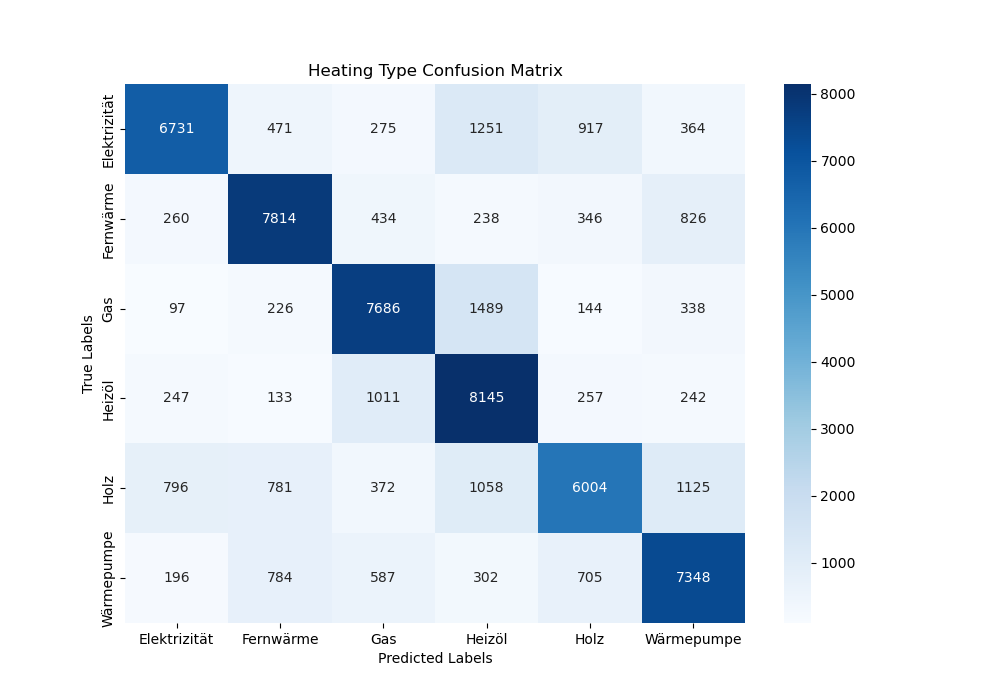 Heating Type Confusion Matrix
True Labels
Elektrizität 6731 471 275 1251 917 364
Fernwärme 260 7814 434 238 346 826
Gas 97 226 7686 1489 144 338
Heizöl 247 133 1011 8145 257 242
Holz 796 781 372 1058 6004 1125
Wärmepumpe 196 784 587 302 705 7348
Elektrizität Fernwärme Gas Heizöl Holz Wärmepumpe
Predicted Labels
8000
7000
6000
5000
4000
3000
2000
1000